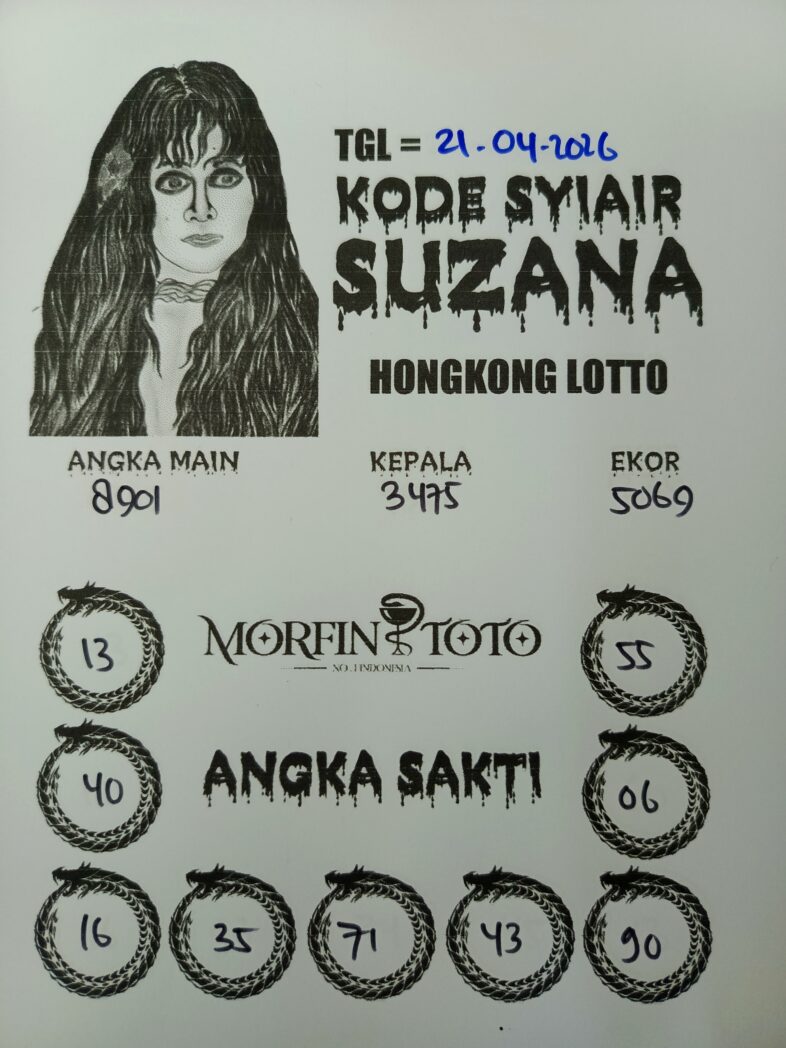 TGL = 21-04-2026
KODE SYIAIR
SUZANA
HONGKONG LOTTO
ANGKA MAIN KEPALA EKOR
8901 3475 5069
13 MORFIN TOTO 55
NO.1 INDONESIA
40 ANGKA SAKTI 06
16 35 71 43 90